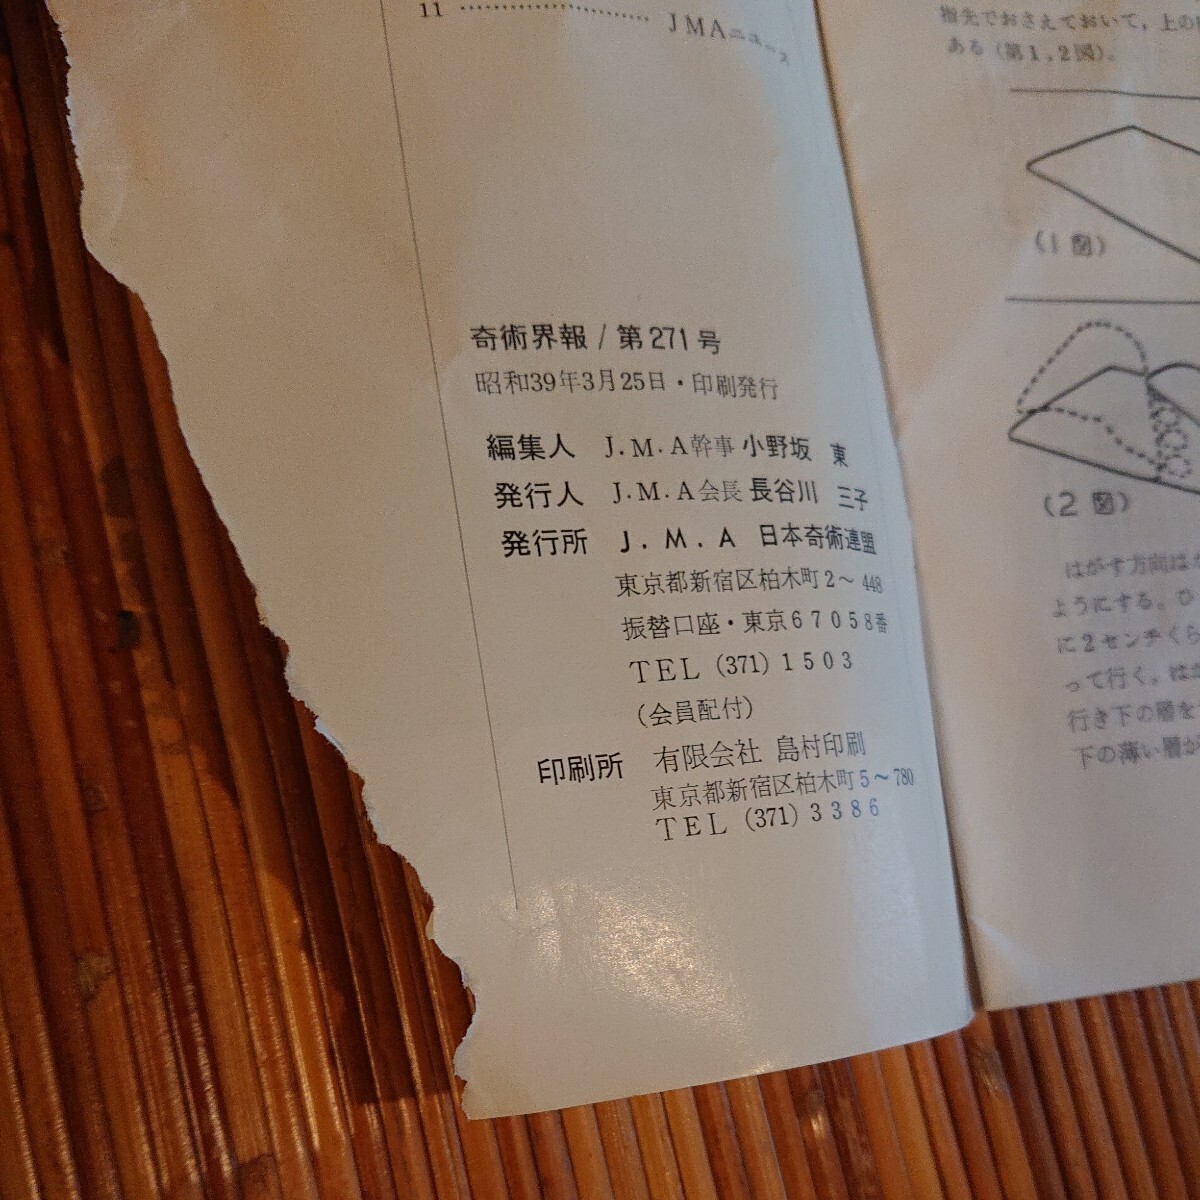 11 ………………… JMAニュース
奇術界報 / 第271号
昭和39年3月25日・印刷発行
編集人 J.M.A幹事 小野坂 東
発行人 J.M.A会長 長谷川 三子
発行所 J.M.A 日本奇術連盟
東京都新宿区柏木町2～448
振替口座・東京67058番
TEL (371) 1503
(会員配付)
印刷所 有限会社 島村印刷
東京都新宿区柏木町5～780
TEL (371) 3386
指先でおさえておいて,上の
ある(第1,2図)。
(1図)
(2図)
はがす方向は
ようにする。ひ
に2センチくら
って行く。はが
行き下の層を
下の薄い層が